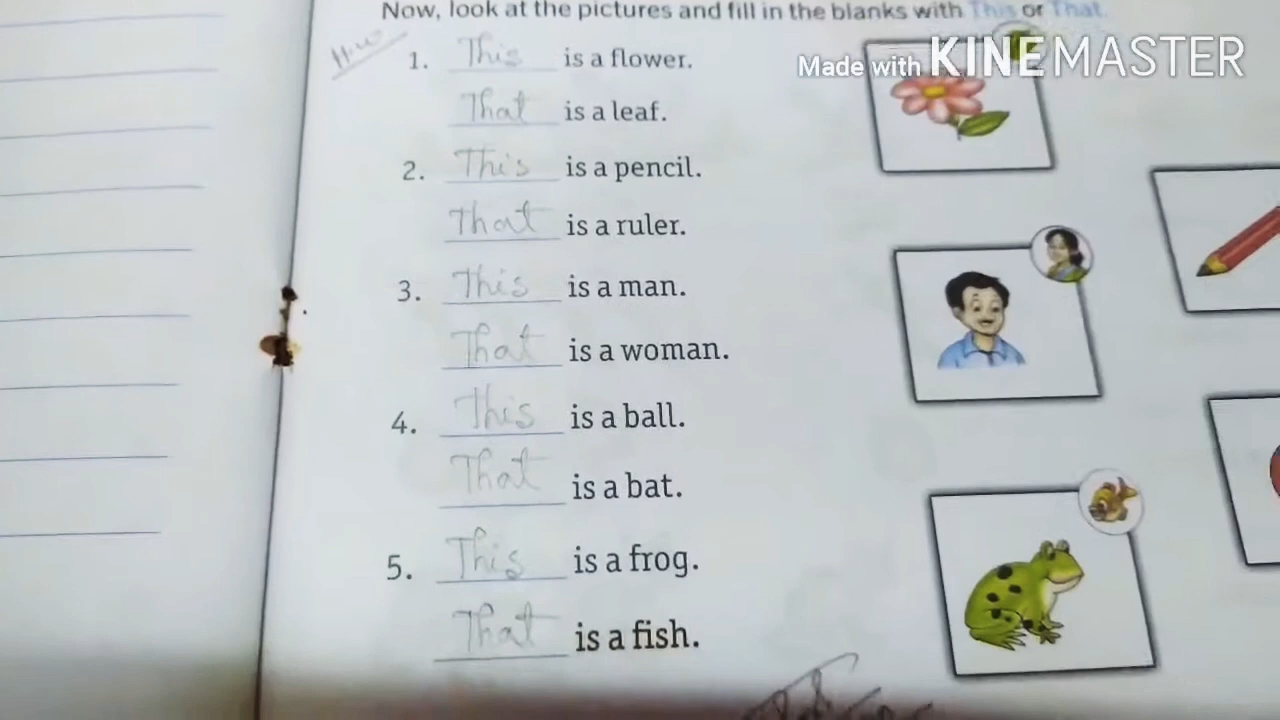 Now, look at the pictures and fill in the blanks with This or That.
Made with KINEMASTER
H.W
1. This is a flower.
That is a leaf.
2. This is a pencil.
That is a ruler.
3. This is a man.
That is a woman.
4. This is a ball.
That is a bat.
5. This is a frog.
That is a fish.